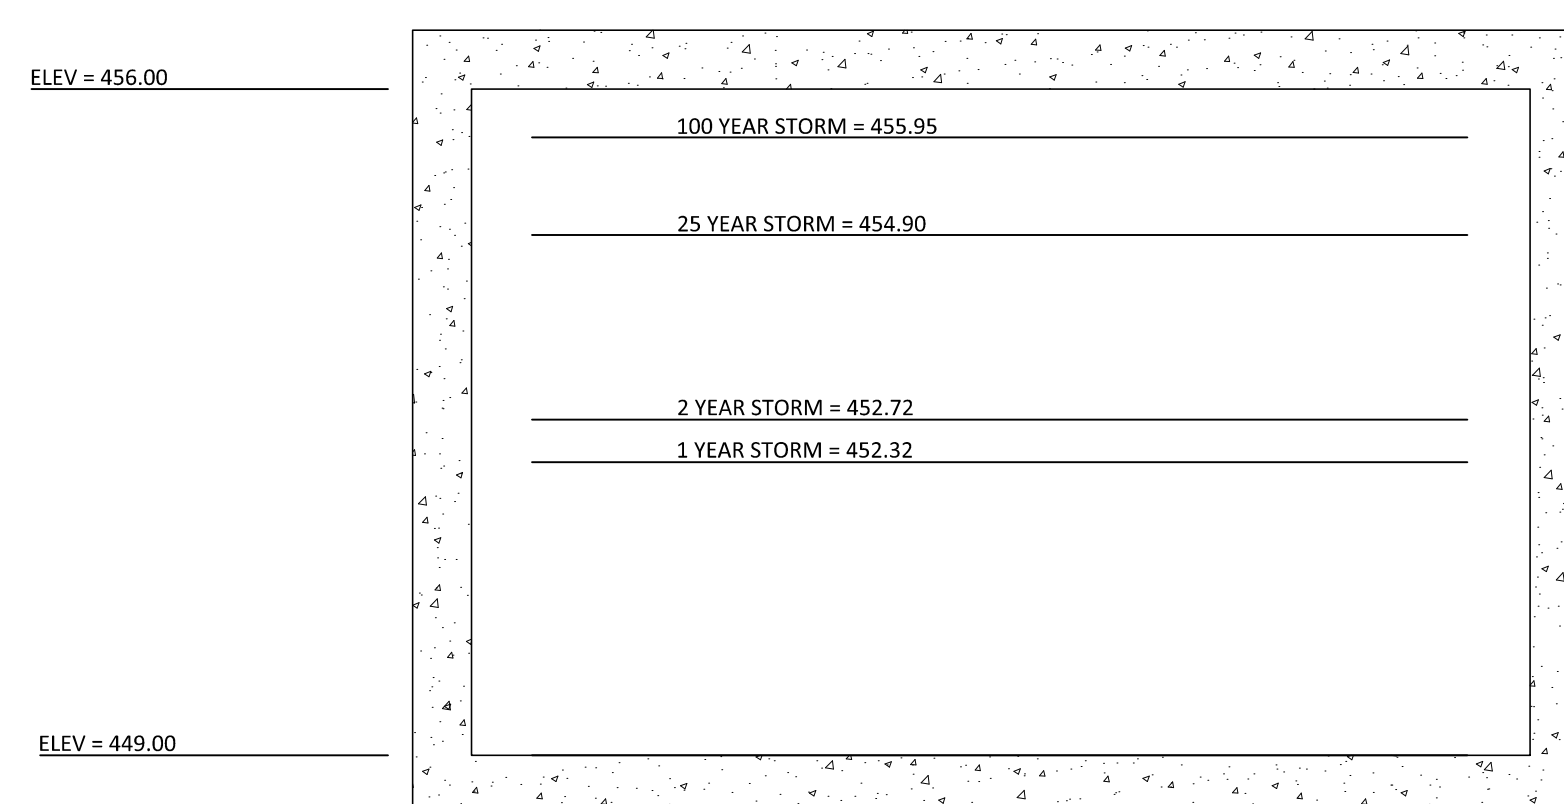 ELEV = 456.00
100 YEAR STORM = 455.95
25 YEAR STORM = 454.90
2 YEAR STORM = 452.72
1 YEAR STORM = 452.32
ELEV = 449.00